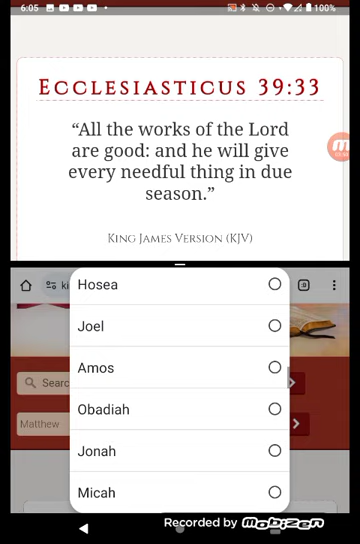 6:05
100%
Ecclesiasticus 39:33
“All the works of the Lord
are good: and he will give
every needful thing in due
season.”
King James Version (KJV)
Hosea
Joel
Amos
Obadiah
Jonah
Micah
Searc
Matthew
Recorded by mobizen